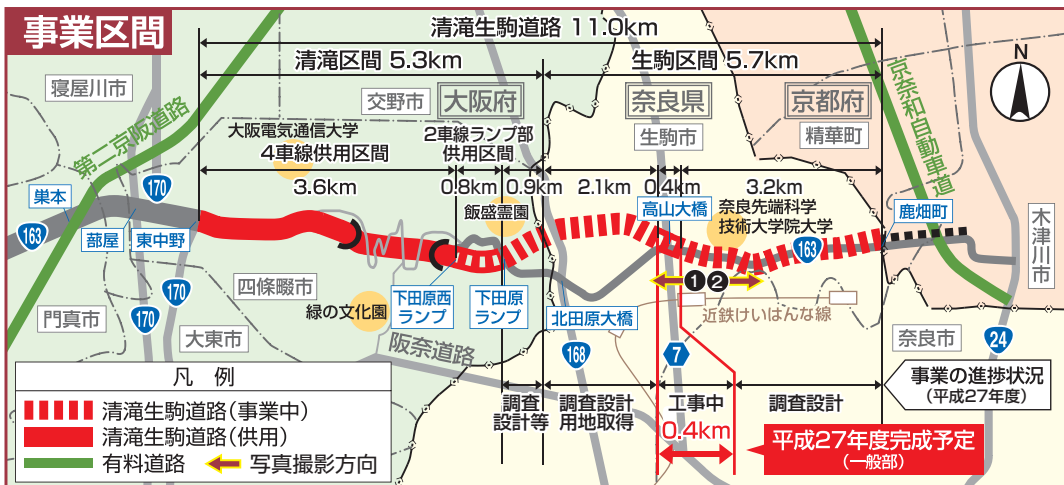 事業区間
清滝生駒道路 11.0km
清滝区間 5.3km
生駒区間 5.7km
寝屋川市
交野市
大阪府
奈良県
京都府
生駒市
精華町
京奈和自動車道
第二京阪道路
大阪電気通信大学
4車線供用区間
2車線ランプ部
供用区間
3.6km
0.8km
0.9km
2.1km
0.4km
3.2km
巣本
部屋
東中野
170
163
飯盛霊園
高山大橋
奈良先端科学
技術大学院大学
163
鹿畑町
木津川市
170
170
四條畷市
門真市
大東市
緑の文化園
下田原西
ランプ
下田原
ランプ
北田原大橋
❶❷
近鉄けいはんな線
阪奈道路
168
7
24
奈良市
事業の進捗状況
(平成27年度)
凡 例
清滝生駒道路(事業中)
清滝生駒道路(供用)
有料道路
写真撮影方向
調査
設計等
調査設計
用地取得
工事中
調査設計
0.4km
平成27年度完成予定
(一般部)
N